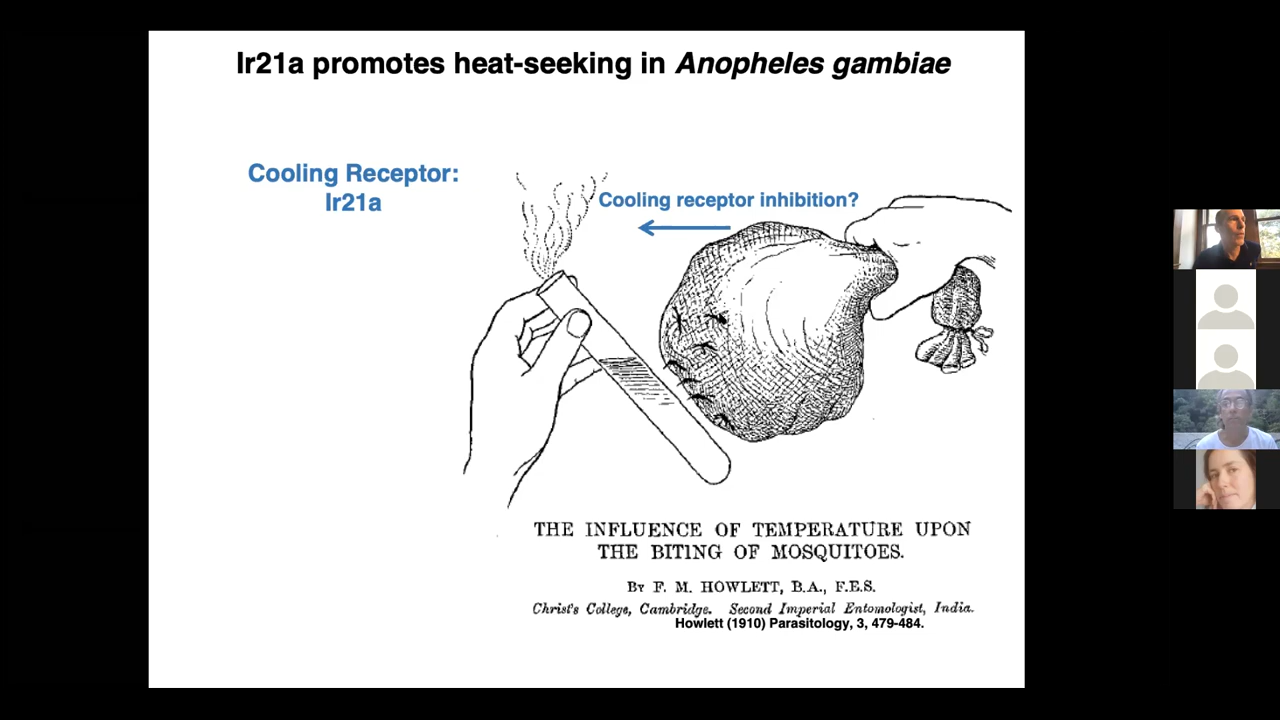 Ir21a promotes heat-seeking in Anopheles gambiae
Cooling Receptor:
Ir21a
Cooling receptor inhibition?
THE INFLUENCE OF TEMPERATURE UPON
THE BITING OF MOSQUITOES.
By F. M. HOWLETT, B.A., F.E.S.
Christ's College, Cambridge. Second Imperial Entomologist, India.
Howlett (1910) Parasitology, 3, 479-484.